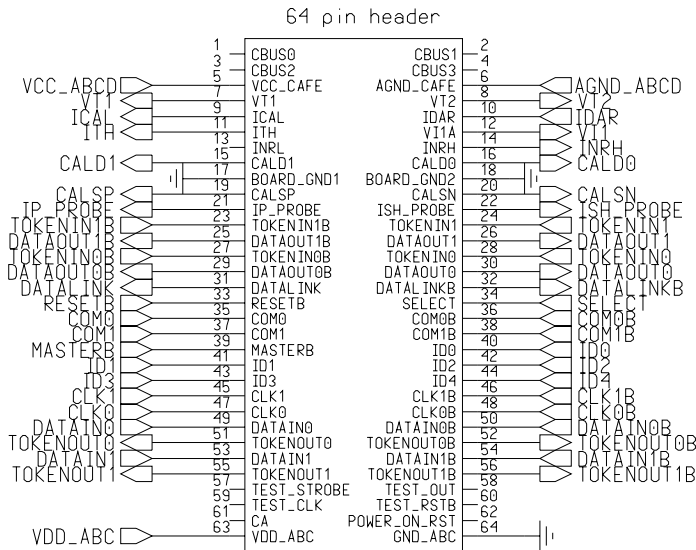 64 pin header
1 CBUS0 CBUS1 2
3 CBUS2 CBUS3 4
VCC_ABCD 5 VCC_CAFE AGND_CAFE 6 AGND_ABCD
VT1 7 VT1 VT2 8 VT2
ICAL 9 ICAL IDAR 10 IDAR
ITH 11 ITH VI1A 12 VI1
13 INRL INRH 14 INRH
CALD1 15 CALD1 CALD0 16 CALD0
17 BOARD_GND1 BOARD_GND2 18
CALSP 19 CALSP CALSN 20 CALSN
IP_PROBE 21 IP_PROBE ISH_PROBE 22 ISH_PROBE
TOKENIN1B 23 TOKENIN1B TOKENIN1 24 TOKENIN1
DATAOUT1B 25 DATAOUT1B DATAOUT1 26 DATAOUT1
TOKENIN0B 27 TOKENIN0B TOKENIN0 28 TOKENIN0
DATAOUT0B 29 DATAOUT0B DATAOUT0 30 DATAOUT0
DATALINK 31 DATALINK DATALINKB 32 DATALINKB
RESETB 33 RESETB SELECT 34 SELECT
COM0 35 COM0 COM0B 36 COM0B
COM1 37 COM1 COM1B 38 COM1B
MASTERB 39 MASTERB ID0 40 ID0
ID1 41 ID1 ID2 42 ID2
ID3 43 ID3 ID4 44 ID4
CLK1 45 CLK1 CLK1B 46 CLK1B
CLK0 47 CLK0 CLK0B 48 CLK0B
DATAIN0 49 DATAIN0 DATAIN0B 50 DATAIN0B
TOKENOUT0 51 TOKENOUT0 TOKENOUT0B 52 TOKENOUT0B
DATAIN1 53 DATAIN1 DATAIN1B 54 DATAIN1B
TOKENOUT1 55 TOKENOUT1 TOKENOUT1B 56 TOKENOUT1B
57 TEST_STROBE TEST_OUT 58
59 TEST_CLK TEST_RSTB 60
61 CA POWER_ON_RST 62
VDD_ABC 63 VDD_ABC GND_ABC 64